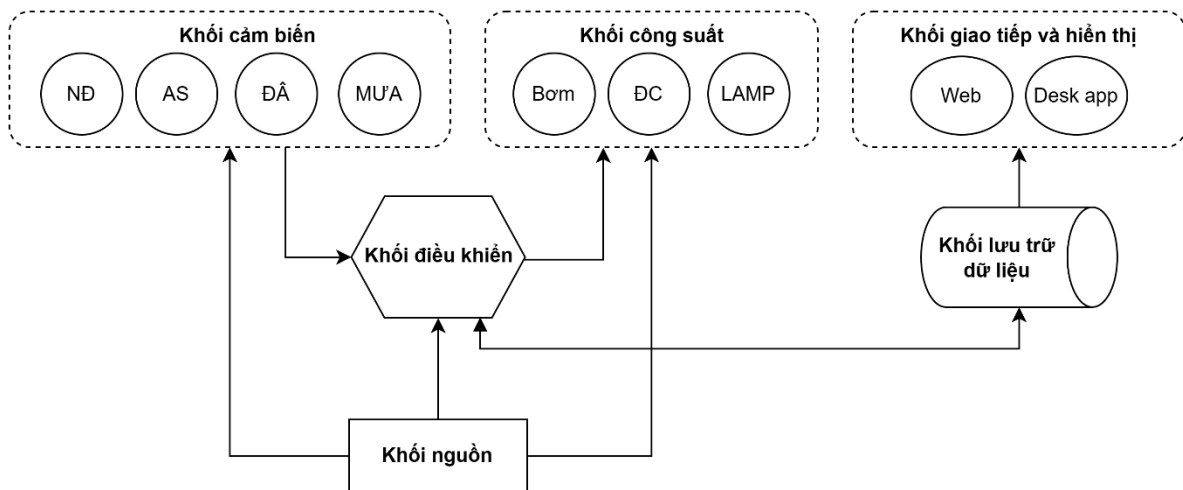 Khối cảm biến
NĐ
AS
ĐÂ
MƯA
Khối công suất
Bơm
ĐC
LAMP
Khối giao tiếp và hiển thị
Web
Desk app
Khối điều khiển
Khối lưu trữ
dữ liệu
Khối nguồn